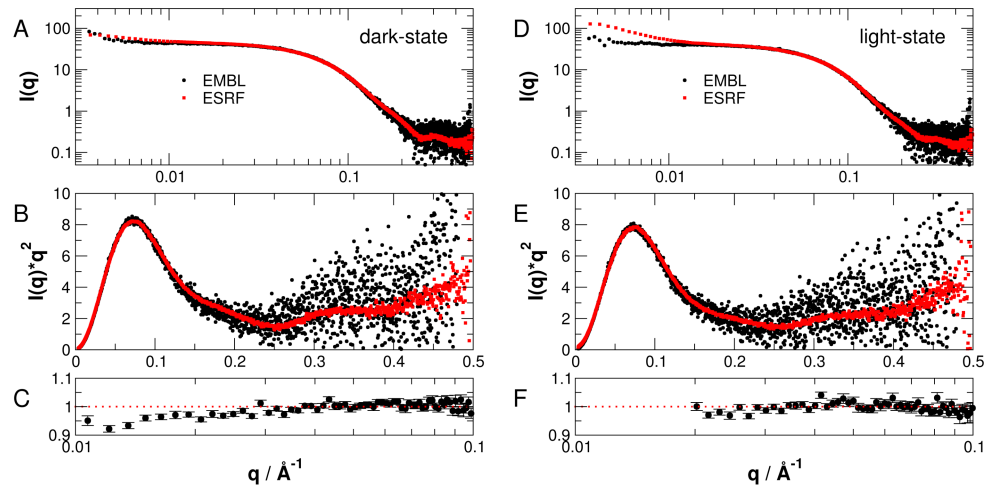 A
dark-state
I(q)
100
10
1
0.1
EMBL
ESRF
0.01
0.1
D
light-state
I(q)
100
10
1
0.1
EMBL
ESRF
0.01
0.1
B
I(q)*q²
10
8
6
4
2
0
0
0.1
0.2
0.3
0.4
0.5
E
I(q)*q²
10
8
6
4
2
0
0
0.1
0.2
0.3
0.4
0.5
C
1.1
1
0.9
0.01
0.1
q / Å⁻¹
F
1.1
1
0.9
0.01
0.1
q / Å⁻¹